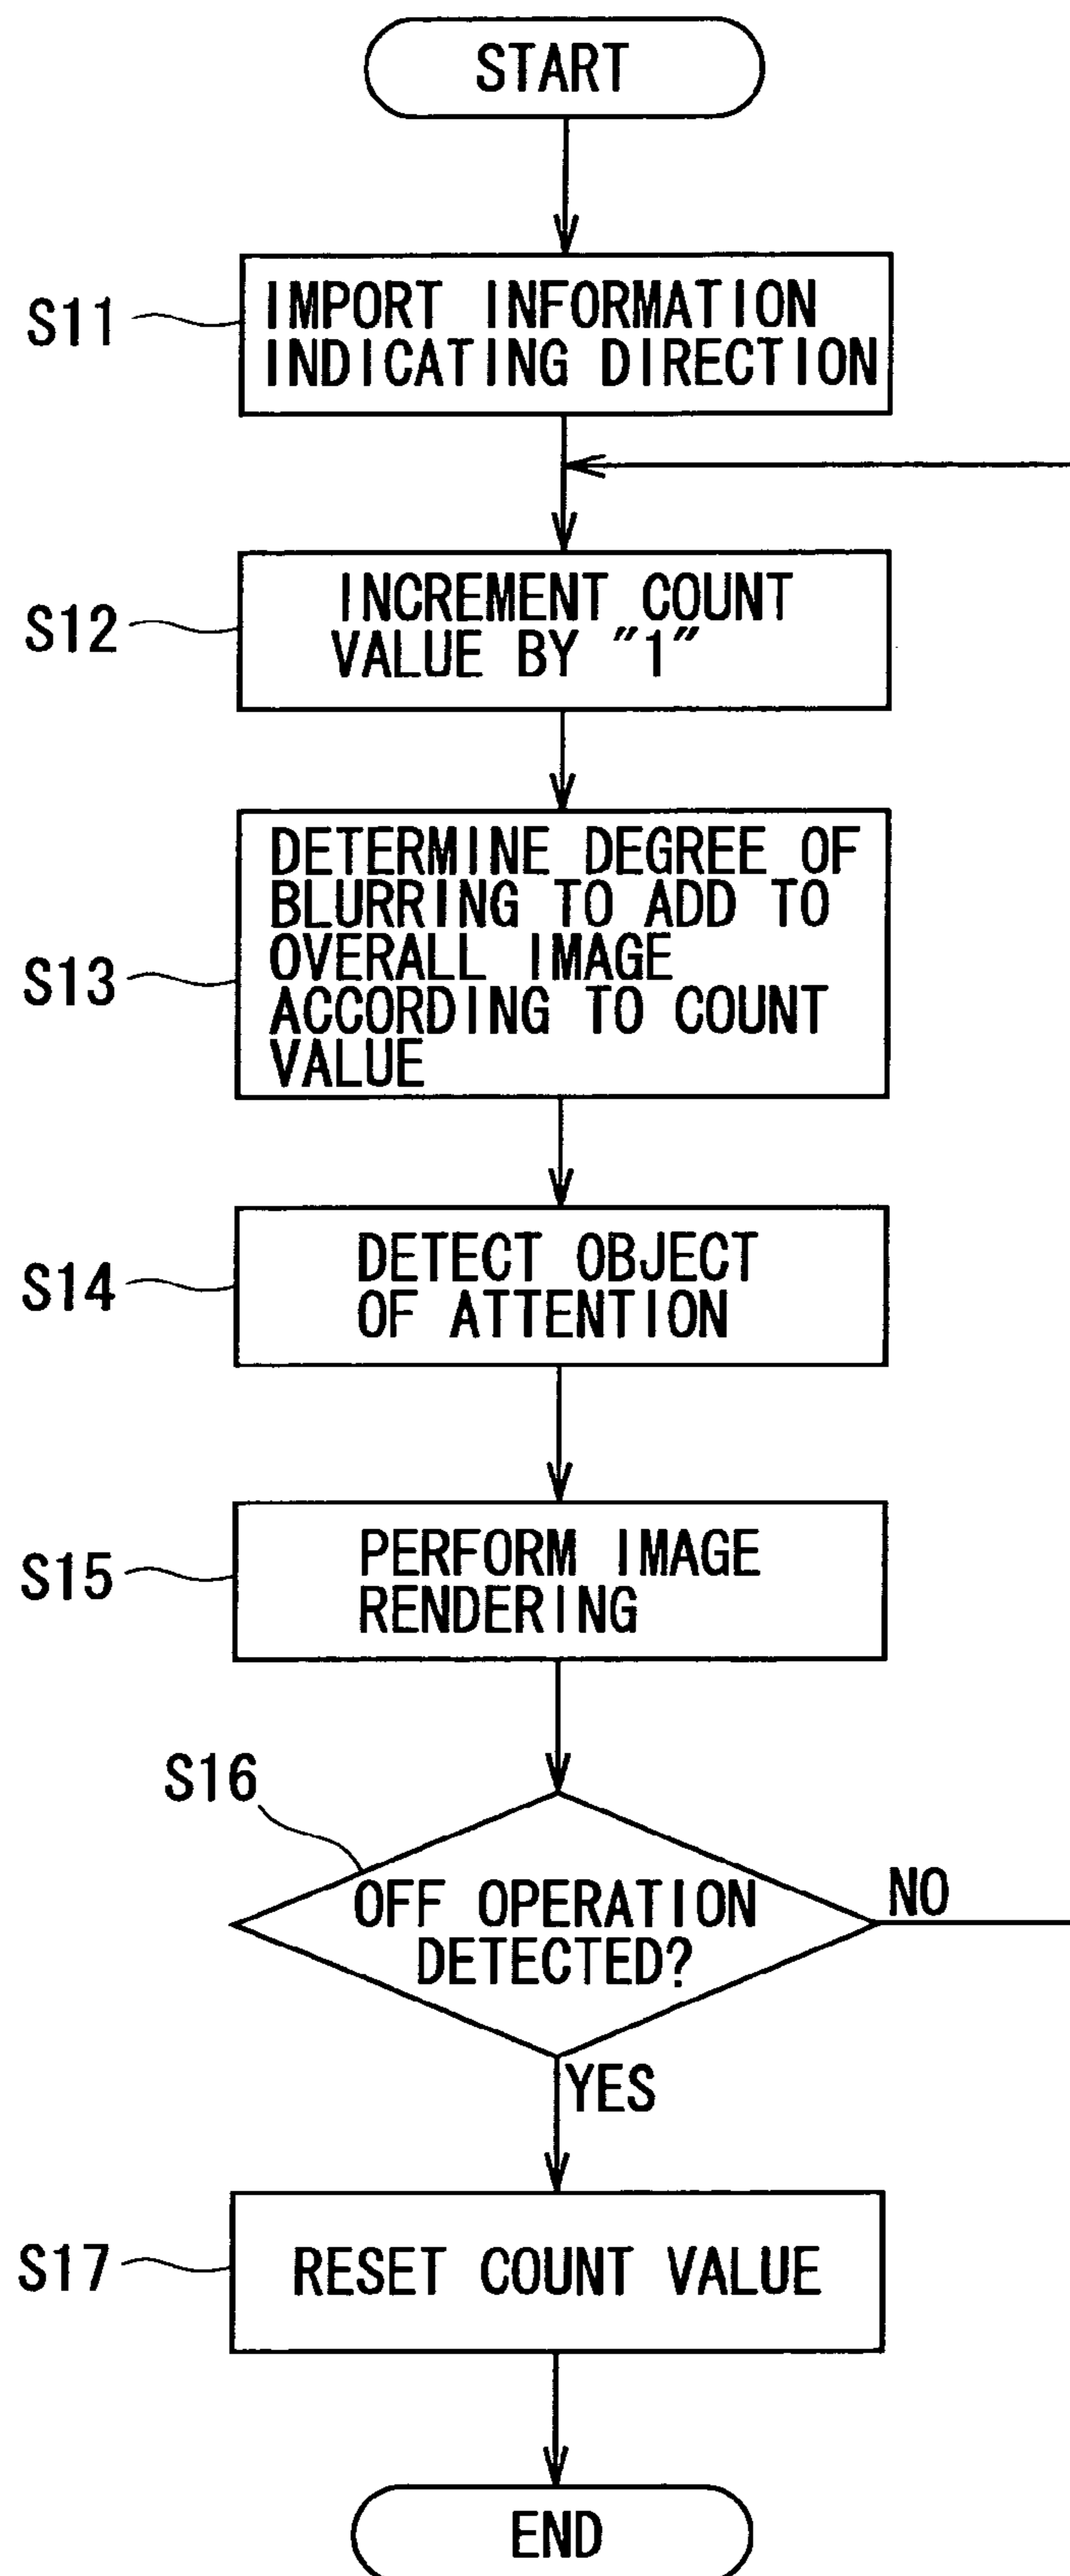 START
S11
IMPORT INFORMATION
INDICATING DIRECTION
S12
INCREMENT COUNT
VALUE BY "1"
S13
DETERMINE DEGREE OF
BLURRING TO ADD TO
OVERALL IMAGE
ACCORDING TO COUNT
VALUE
S14
DETECT OBJECT
OF ATTENTION
S15
PERFORM IMAGE
RENDERING
S16
OFF OPERATION
DETECTED?
NO
YES
S17
RESET COUNT VALUE
END